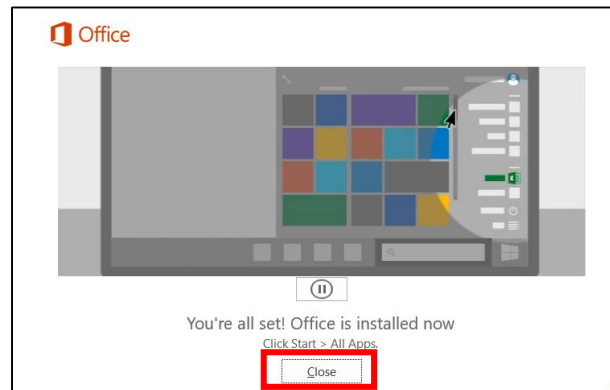 Office
You're all set! Office is installed now
Click Start > All Apps.
Close